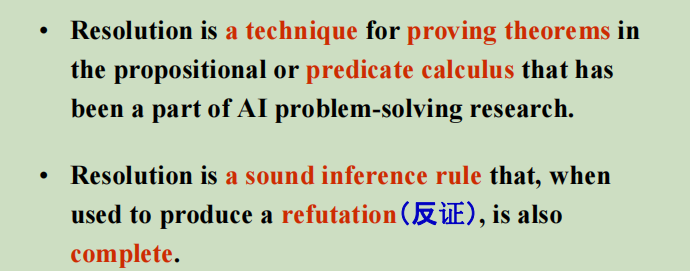 • Resolution is a technique for proving theorems in
the propositional or predicate calculus that has
been a part of AI problem-solving research.
• Resolution is a sound inference rule that, when
used to produce a refutation(反证), is also
complete.